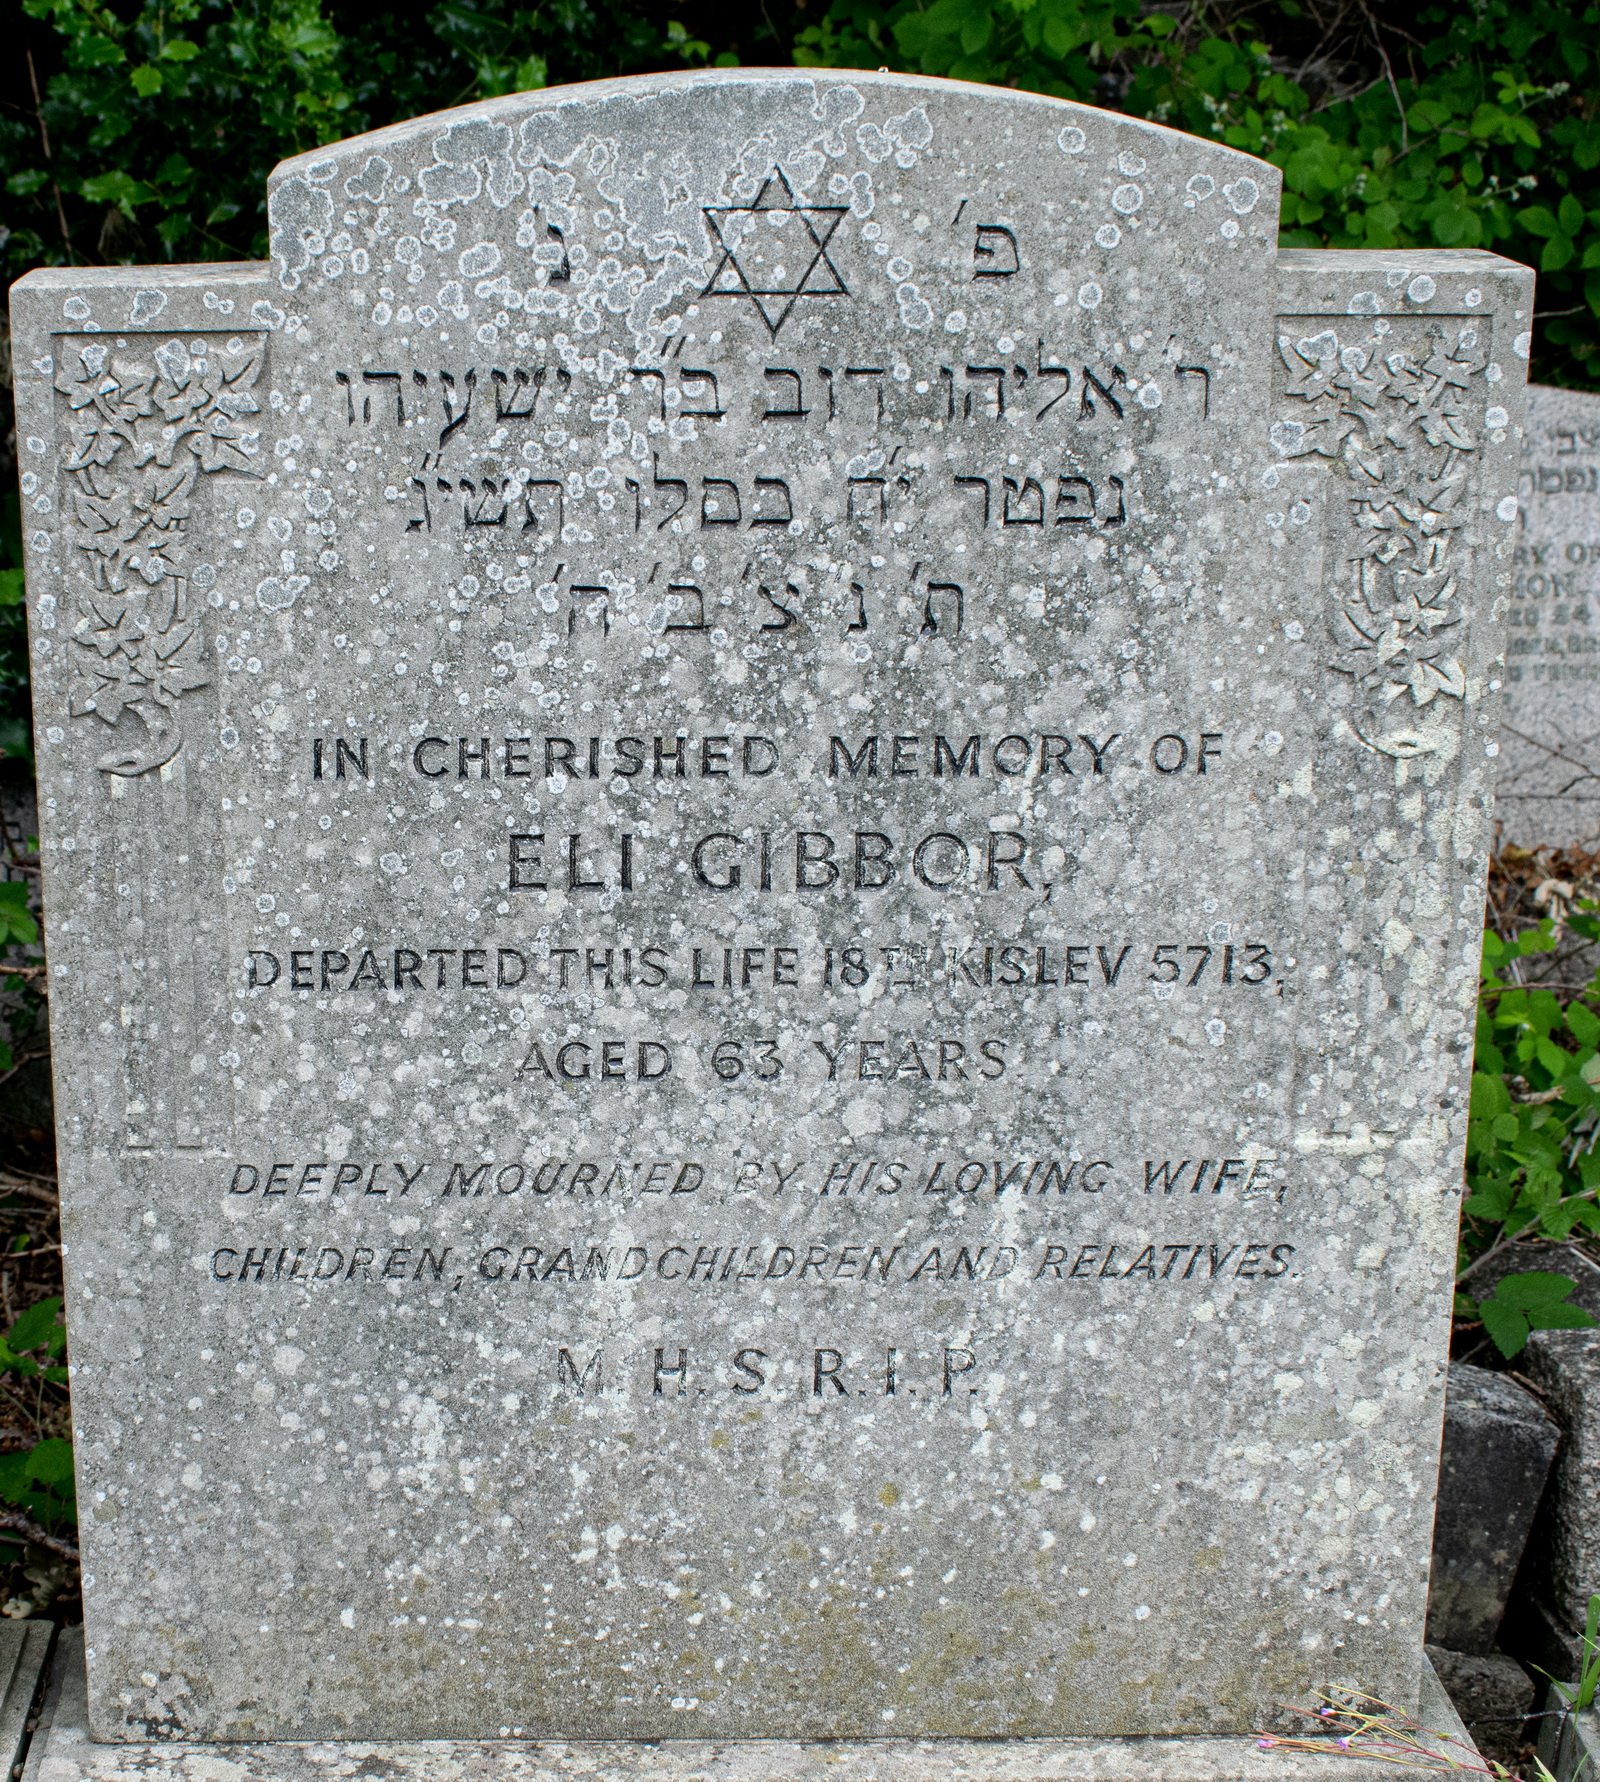 פ' נ'
ר' אליהו דוב ב"ר ישעיהו
נפטר י'ח כסלו תשי"ג
ת' נ' צ' ב' ה'
IN CHERISHED MEMORY OF
ELI GIBBOR,
DEPARTED THIS LIFE 18TH KISLEV 5713,
AGED 63 YEARS
DEEPLY MOURNED BY HIS LOVING WIFE,
CHILDREN, GRANDCHILDREN AND RELATIVES.
M.H.S.R.I.P.